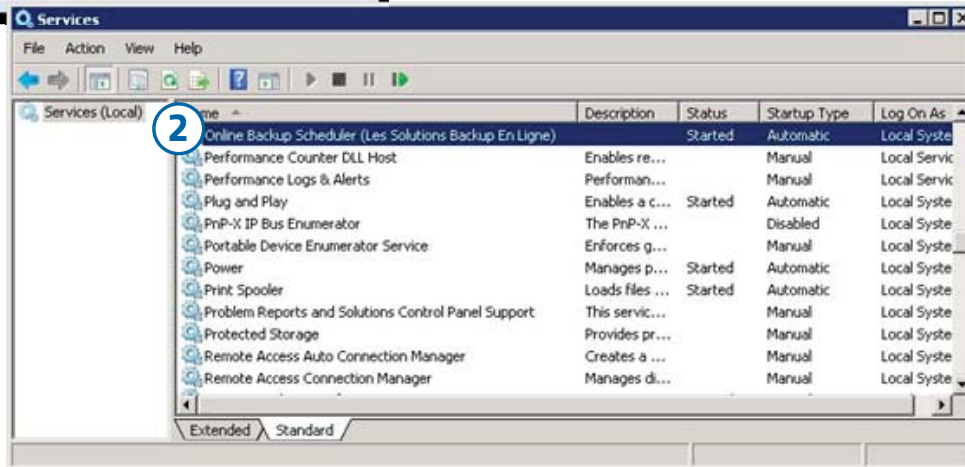 Services
File Action View Help
Services (Local)
2
me Description Status Startup Type Log On As
Online Backup Scheduler (Les Solutions Backup En Ligne) Started Automatic Local Syste
Performance Counter DLL Host Enables re... Manual Local Servic
Performance Logs & Alerts Performan... Manual Local Servic
Plug and Play Enables a c... Started Automatic Local Syste
PnP-X IP Bus Enumerator The PnP-X ... Disabled Local Syste
Portable Device Enumerator Service Enforces g... Manual Local Syste
Power Manages p... Started Automatic Local Syste
Print Spooler Loads files ... Started Automatic Local Syste
Problem Reports and Solutions Control Panel Support This servic... Manual Local Syste
Protected Storage Provides pr... Manual Local Syste
Remote Access Auto Connection Manager Creates a ... Manual Local Syste
Remote Access Connection Manager Manages di... Manual Local Syste
Extended Standard